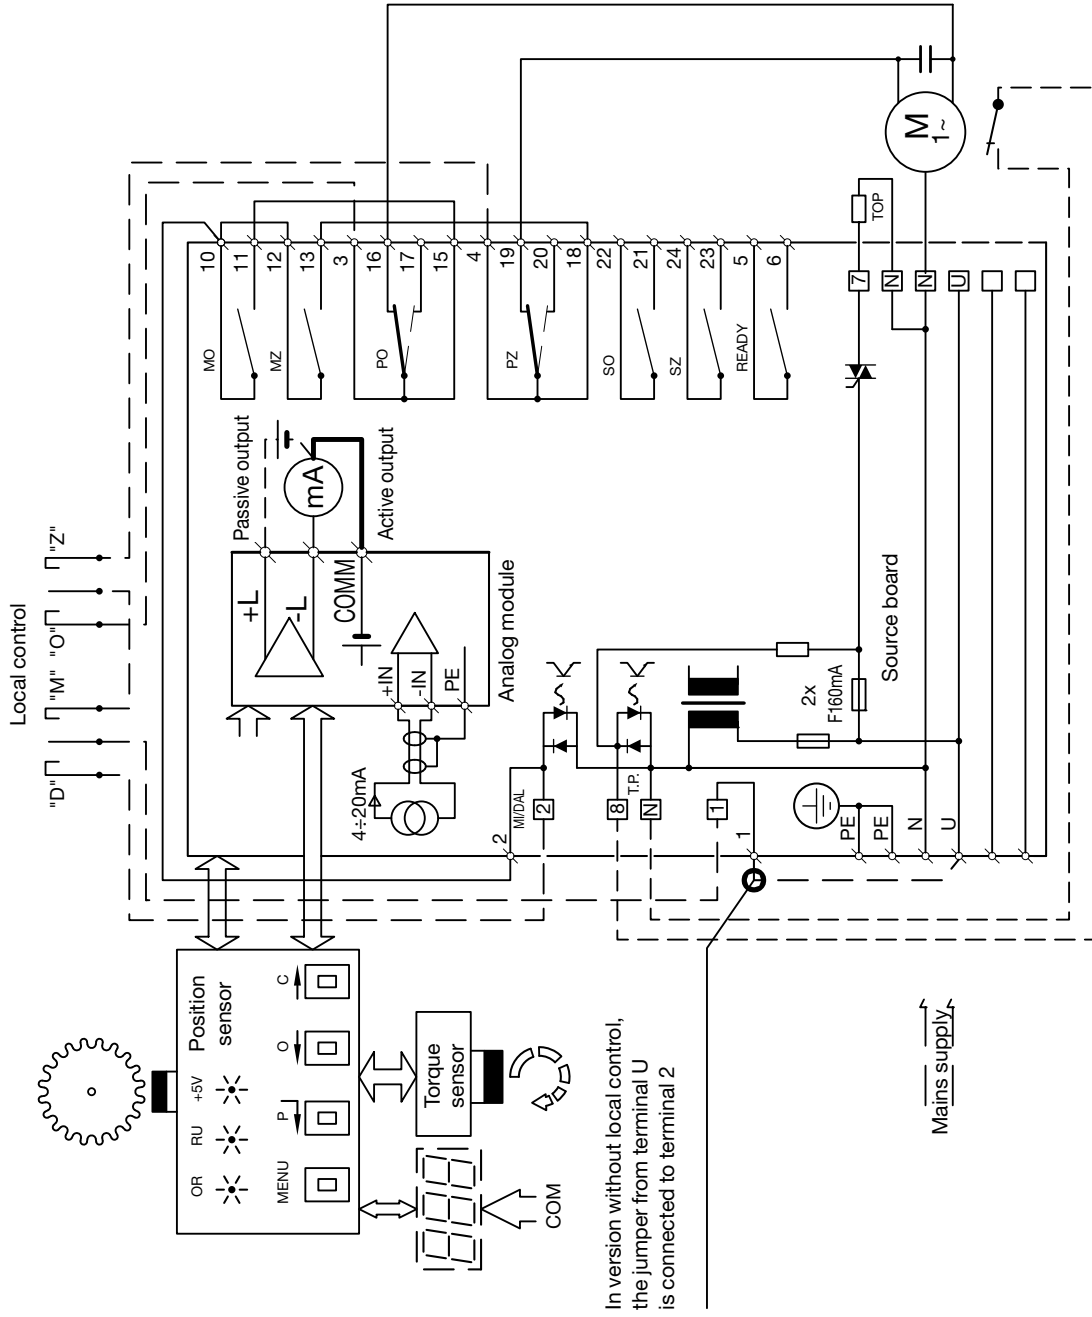 Local control
"D"
"M"
"O"
"Z"
Position
sensor
+5V
RU
OR
MENU
P
O
C
Torque
sensor
COM
+L
-L
COMM
+IN
-IN
PE
Analog module
Passive output
Active output
mA
4÷20mA
MO
MZ
PO
PZ
SO
SZ
READY
10
11
12
13
3
16
17
15
4
19
20
18
22
21
24
23
5
6
7
N
N
U
TOP
M
1~
2
MI/DAL
2
8
T.P.
N
1
1
PE
PE
N
U
2x
F160mA
Source board
In version without local control,
the jumper from terminal U
is connected to terminal 2
Mains supply